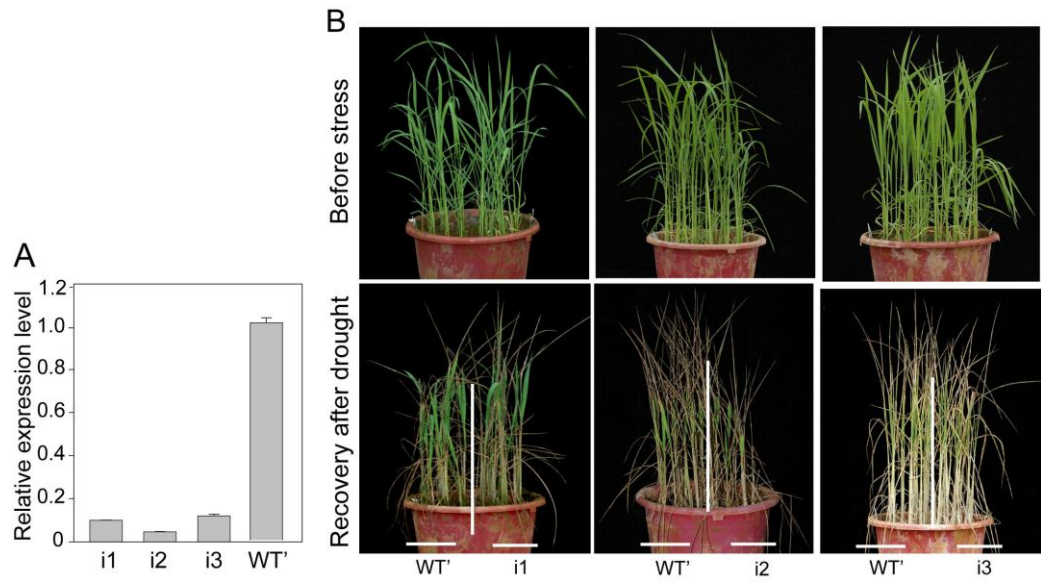 A
Relative expression level
1.2
1.0
0.8
0.6
0.4
0.2
0
i1 i2 i3 WT’
B
Before stress
Recovery after drought
WT’ i1
WT’ i2
WT’ i3